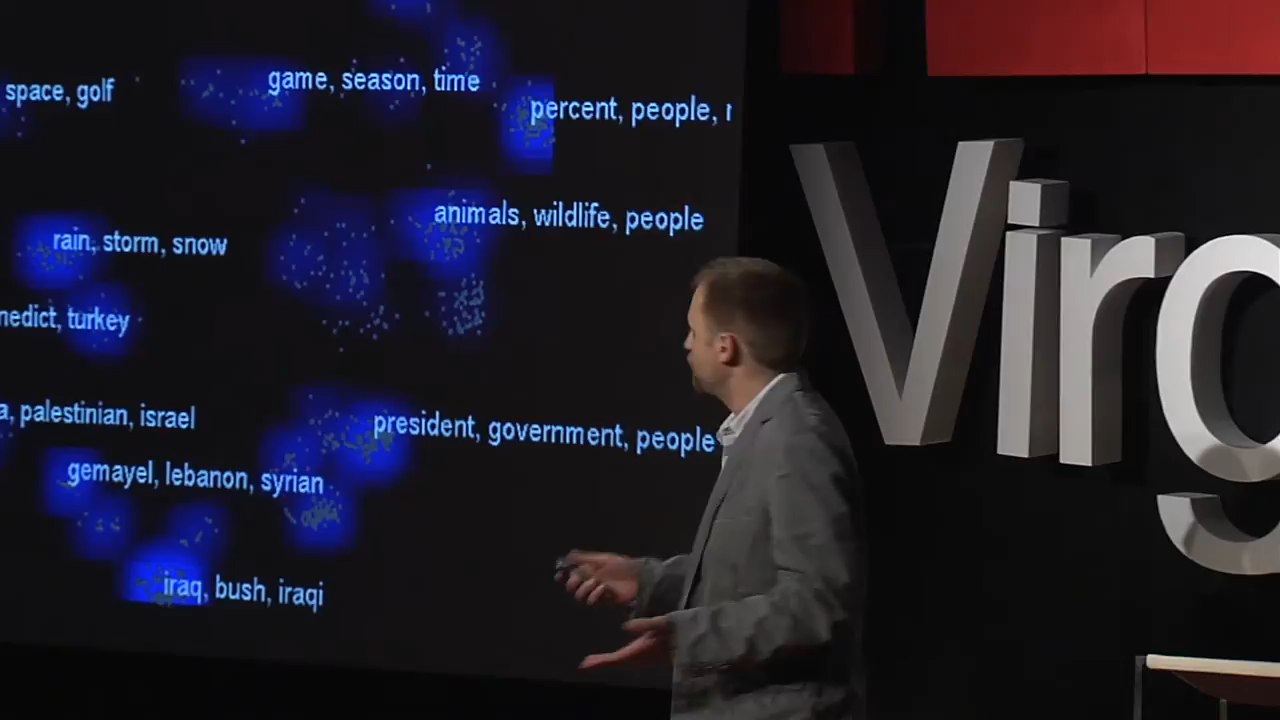 space, golf
game, season, time
percent, people,
animals, wildlife, people
rain, storm, snow
turkey
palestinian, israel
president, government, people
gemayel, lebanon, syrian
iraq, bush, iraqi
Virg